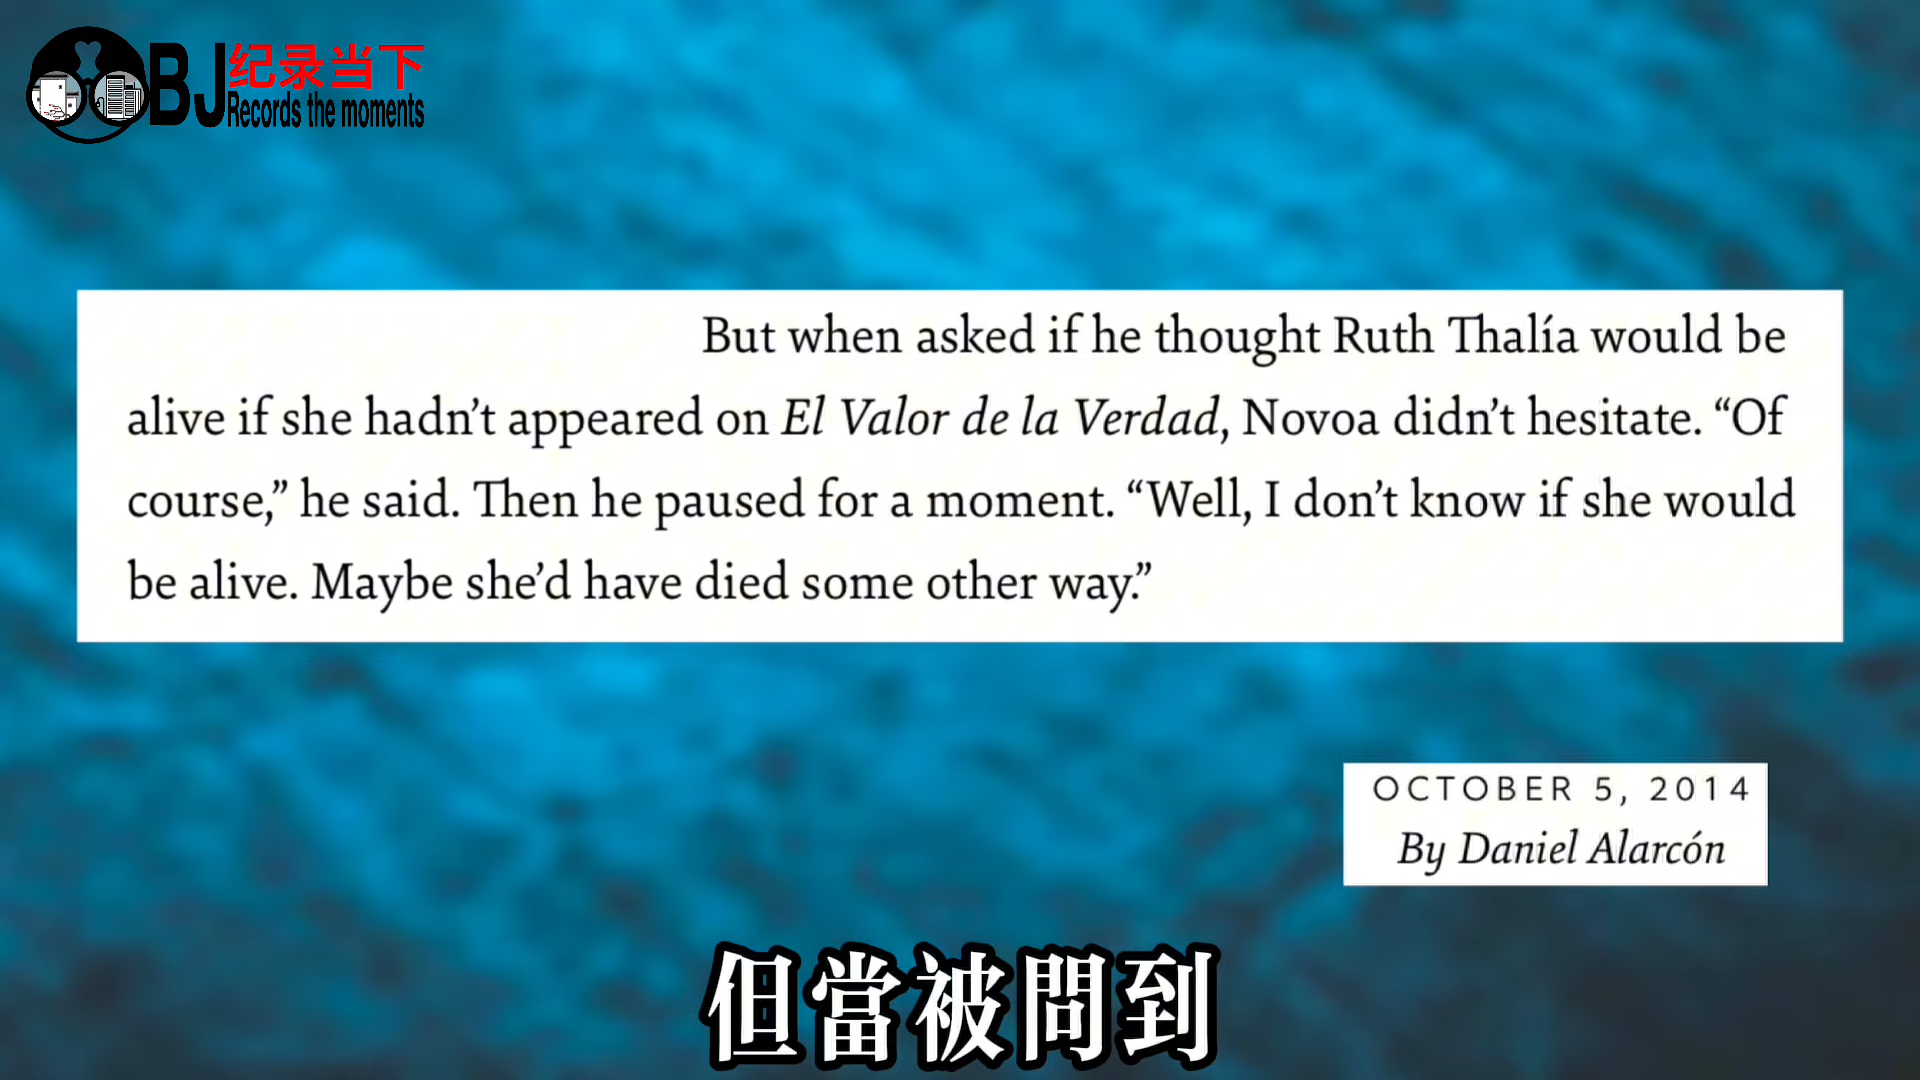 BJ纪录当下
Records the moments
But when asked if he thought Ruth Thalía would be
alive if she hadn’t appeared on El Valor de la Verdad, Novoa didn’t hesitate. “Of
course,” he said. Then he paused for a moment. “Well, I don’t know if she would
be alive. Maybe she’d have died some other way.”
OCTOBER 5, 2014
By Daniel Alarcón
但當被問到